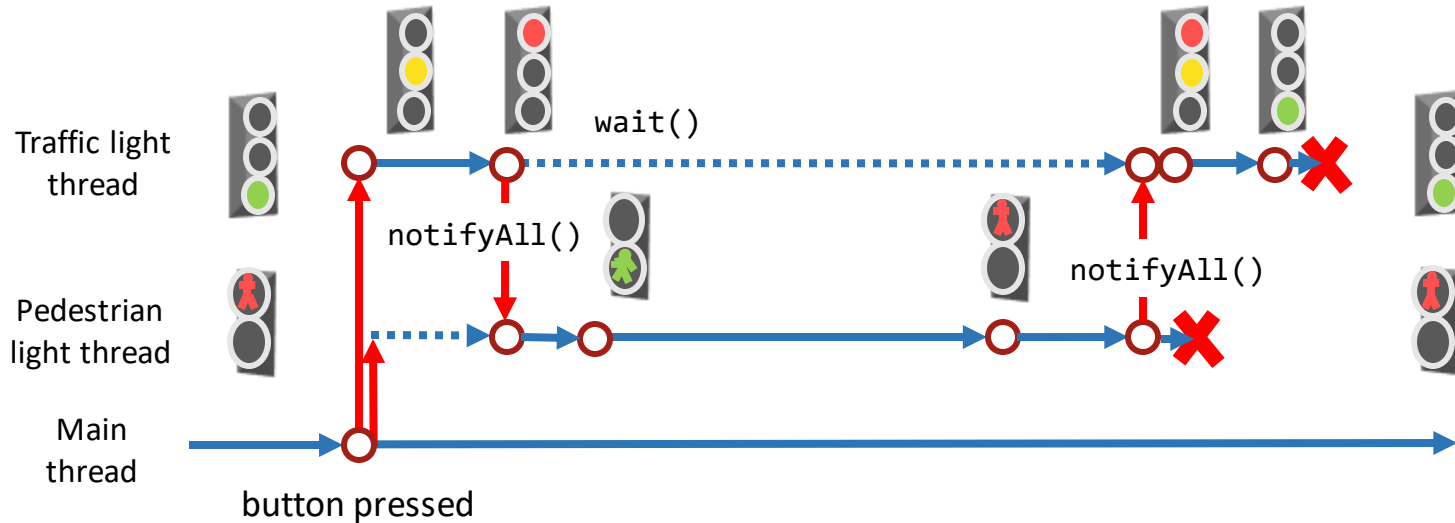 Traffic light
thread
wait()
notifyAll()
notifyAll()
Pedestrian
light thread
Main
thread
button pressed